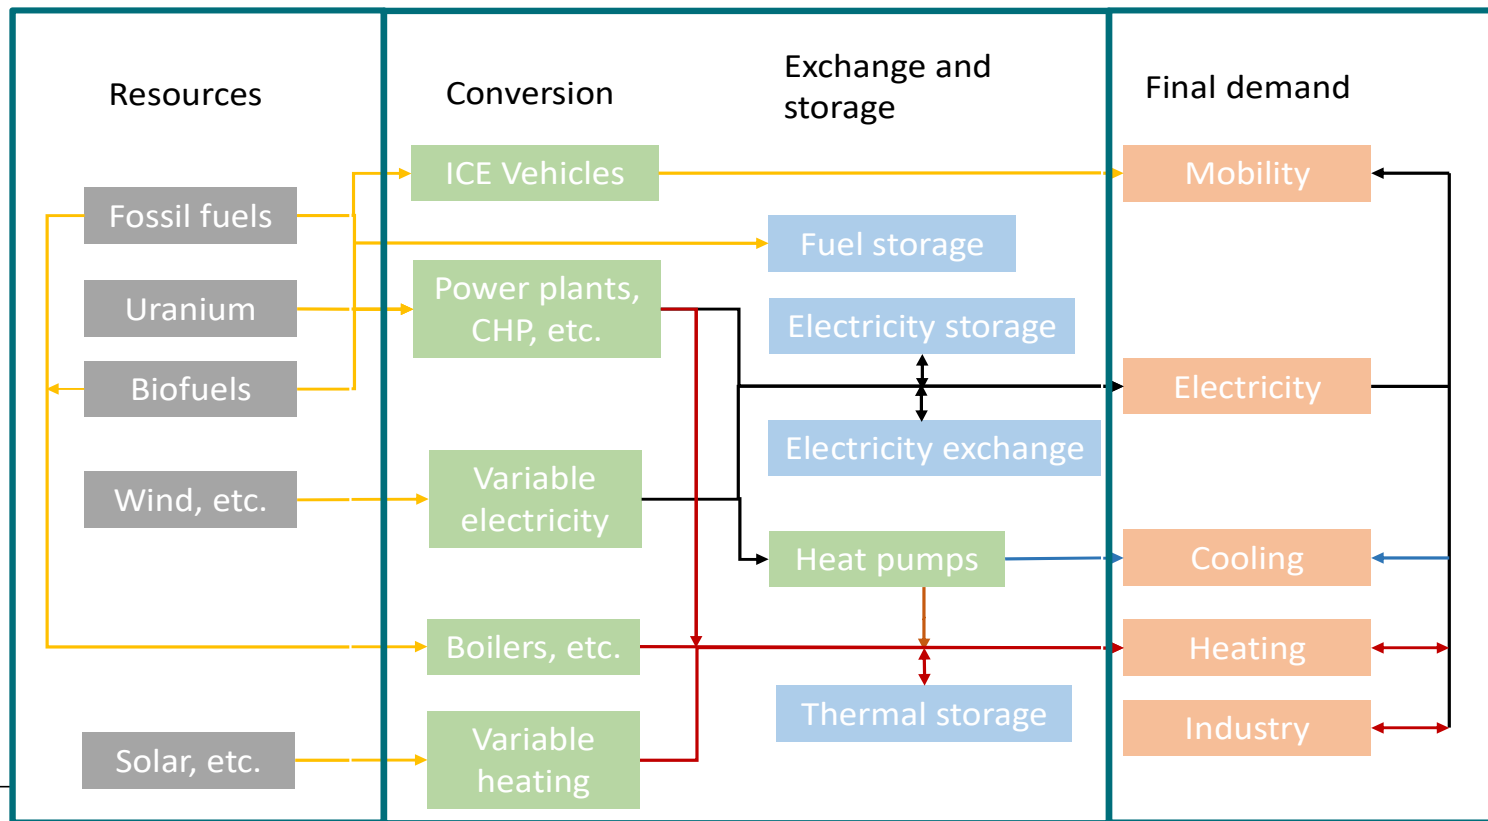 Resources
Conversion
Exchange and
storage
Final demand
ICE Vehicles
Mobility
Fossil fuels
Fuel storage
Uranium
Power plants,
CHP, etc.
Electricity storage
Biofuels
Electricity
Electricity exchange
Wind, etc.
Variable
electricity
Heat pumps
Cooling
Boilers, etc.
Heating
Thermal storage
Industry
Solar, etc.
Variable
heating